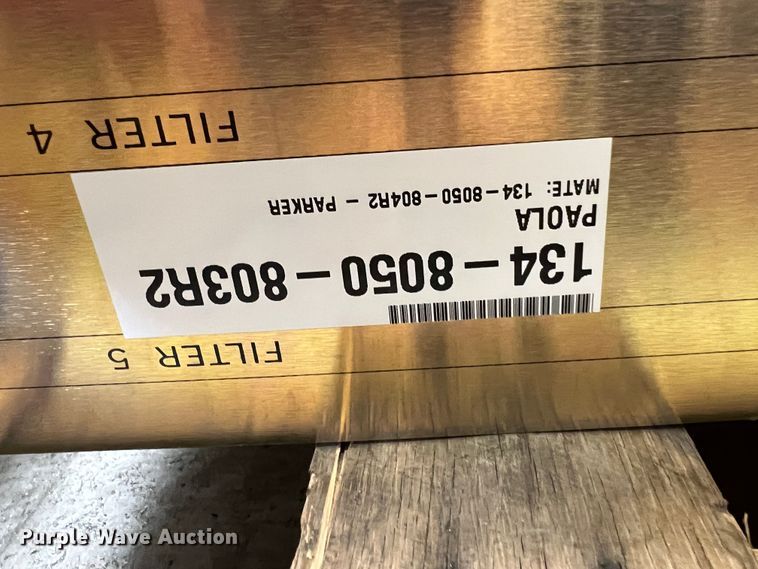 FILTER 5
134-8050-803R2
PAOLA
MATE: 134-8050-804R2 - PARKER
FILTER 4
Purple Wave Auction